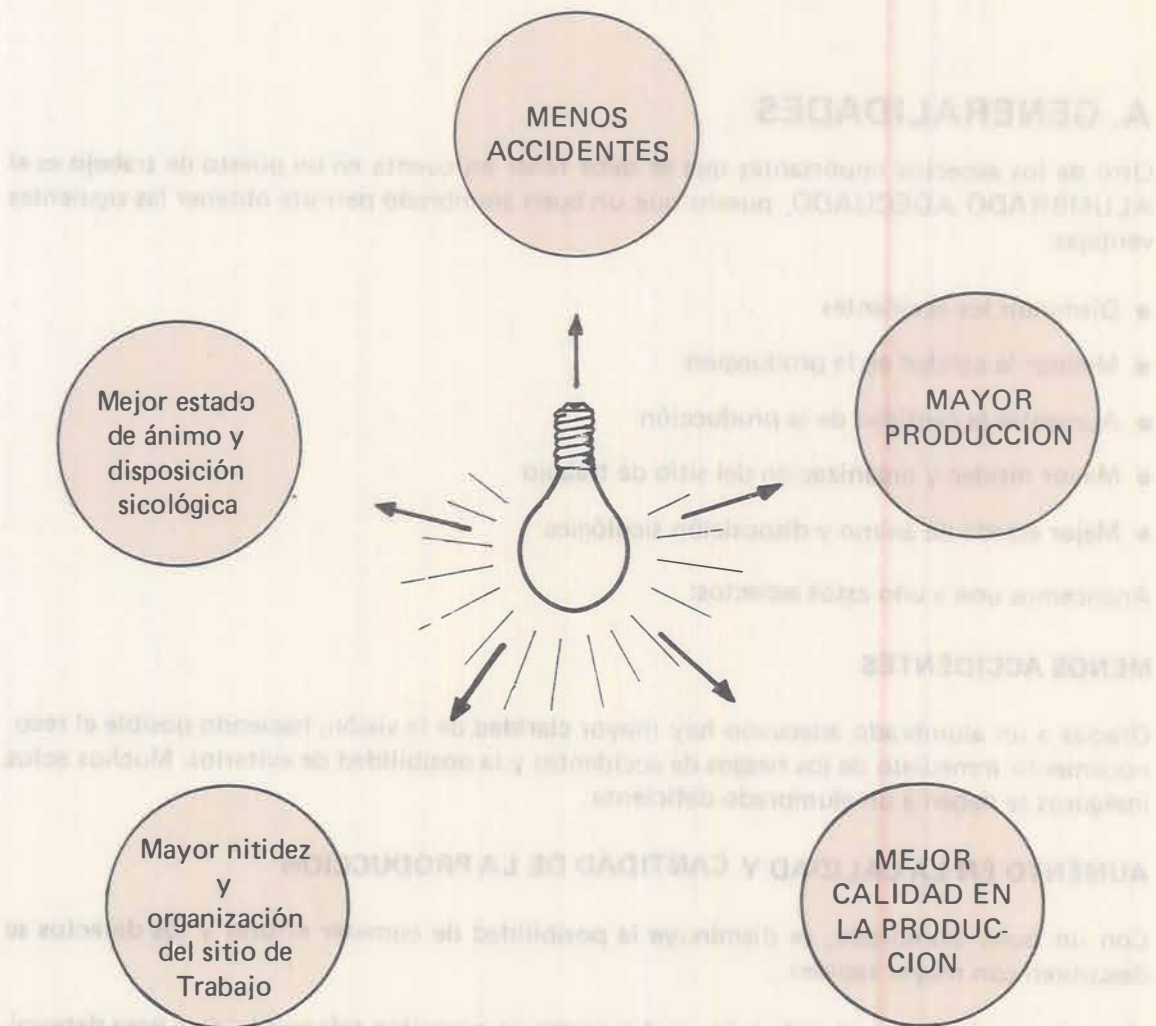 MENOS
ACCIDENTES
MAYOR
PRODUCCION
Mejor estado
de ánimo y
disposición
sicológica
Mayor nitidez
y
organización
del sitio de
Trabajo
MEJOR
CALIDAD EN
LA PRODUC-
CION
A. GENERALIDADES
Otro de los aspectos importantes que se debe tener en cuenta en un puesto de trabajo es el
ALUMBRADO ADECUADO, puesto que un buen alumbrado permite obtener las siguientes
ventajas:
Disminuir los accidentes
Mejorar la calidad en la producción
Aumentar la cantidad de la producción
Mayor nitidez y organización del sitio de trabajo
Mejor estado de ánimo y disposición sicológica
Analicemos uno a uno estos aspectos:
MENOS ACCIDENTES
Gracias a un alumbrado adecuado hay mayor claridad de la visión, haciendo posible el reco-
nocimiento inmediato de los riesgos de accidentes y la posibilidad de evitarlos. Muchos actos
inseguros se deben a un alumbrado deficiente.
AUMENTO EN LA CALIDAD Y CANTIDAD DE LA PRODUCCION
Con un buen alumbrado, se disminuye la posibilidad de cometer errores y los defectos se
descubren con mayor rapidez.